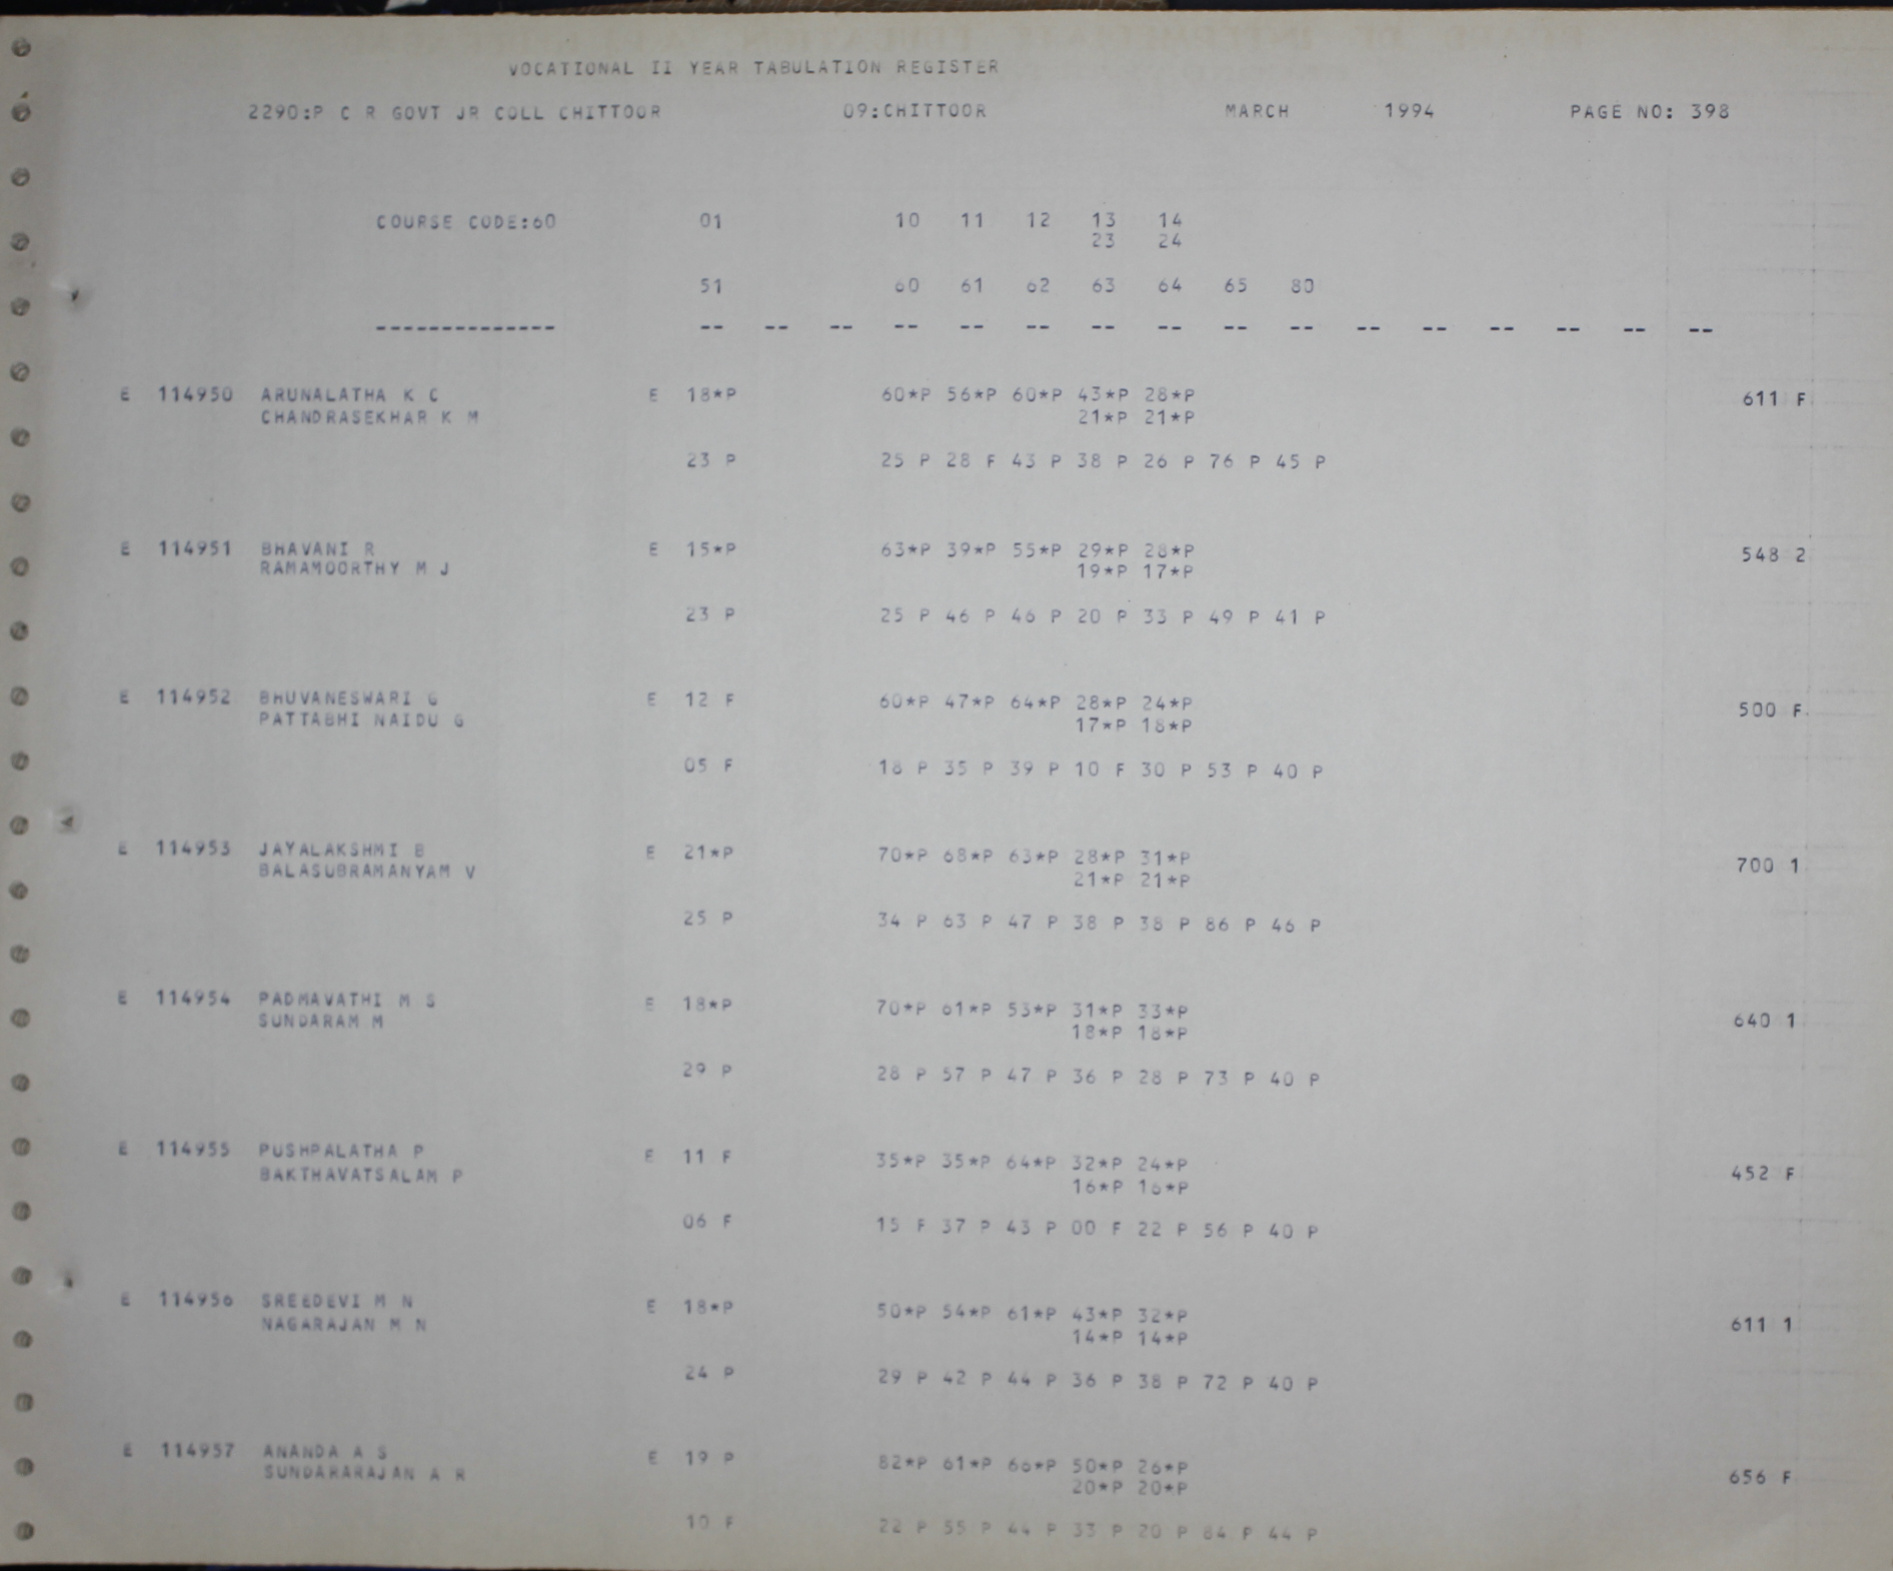 VOCATIONAL II YEAR TABULATION REGISTER
2290:P C R GOVT JR COLL CHITTOOR 09:CHITTOOR MARCH 1994 PAGE NO: 398
COURSE CODE:60 01 10 11 12 13 14
23 24
51 60 61 62 63 64 65 80
-------------- -- -- -- -- -- -- -- -- -- -- -- -- -- -- -- --
E 114950 ARUNALATHA K C E 18*P 60*P 56*P 60*P 43*P 28*P 611 F
CHANDRASEKHAR K M 21*P 21*P
23 P 25 P 28 F 43 P 38 P 26 P 76 P 45 P
E 114951 BHAVANI R E 15*P 63*P 39*P 55*P 29*P 28*P 548 2
RAMAMOORTHY M J 19*P 17*P
23 P 25 P 46 P 46 P 20 P 33 P 49 P 41 P
E 114952 BHUVANESWARI G E 12 F 60*P 47*P 64*P 28*P 24*P 500 F
PATTABHI NAIDU G 17*P 18*P
05 F 18 P 35 P 39 P 10 F 30 P 53 P 40 P
E 114953 JAYALAKSHMI B E 21*P 70*P 68*P 63*P 28*P 31*P 700 1
BALASUBRAMANYAM V 21*P 21*P
25 P 34 P 63 P 47 P 38 P 38 P 86 P 46 P
E 114954 PADMAVATHI M S E 18*P 70*P 61*P 53*P 31*P 33*P 640 1
SUNDARAM M 18*P 18*P
29 P 28 P 57 P 47 P 36 P 28 P 73 P 40 P
E 114955 PUSHPALATHA P E 11 F 35*P 35*P 64*P 32*P 24*P 452 F
BAKTHAVATSALAM P 16*P 16*P
06 F 15 F 37 P 43 P 00 F 22 P 56 P 40 P
E 114956 SREEDEVI M N E 18*P 50*P 54*P 61*P 43*P 32*P 611 1
NAGARAJAN M N 14*P 14*P
24 P 29 P 42 P 44 P 36 P 38 P 72 P 40 P
E 114957 ANANDA A S E 19 P 82*P 61*P 66*P 50*P 26*P 656 F
SUNDARARAJAN A R 20*P 20*P
10 F 22 P 55 P 44 P 33 P 20 P 84 P 44 P